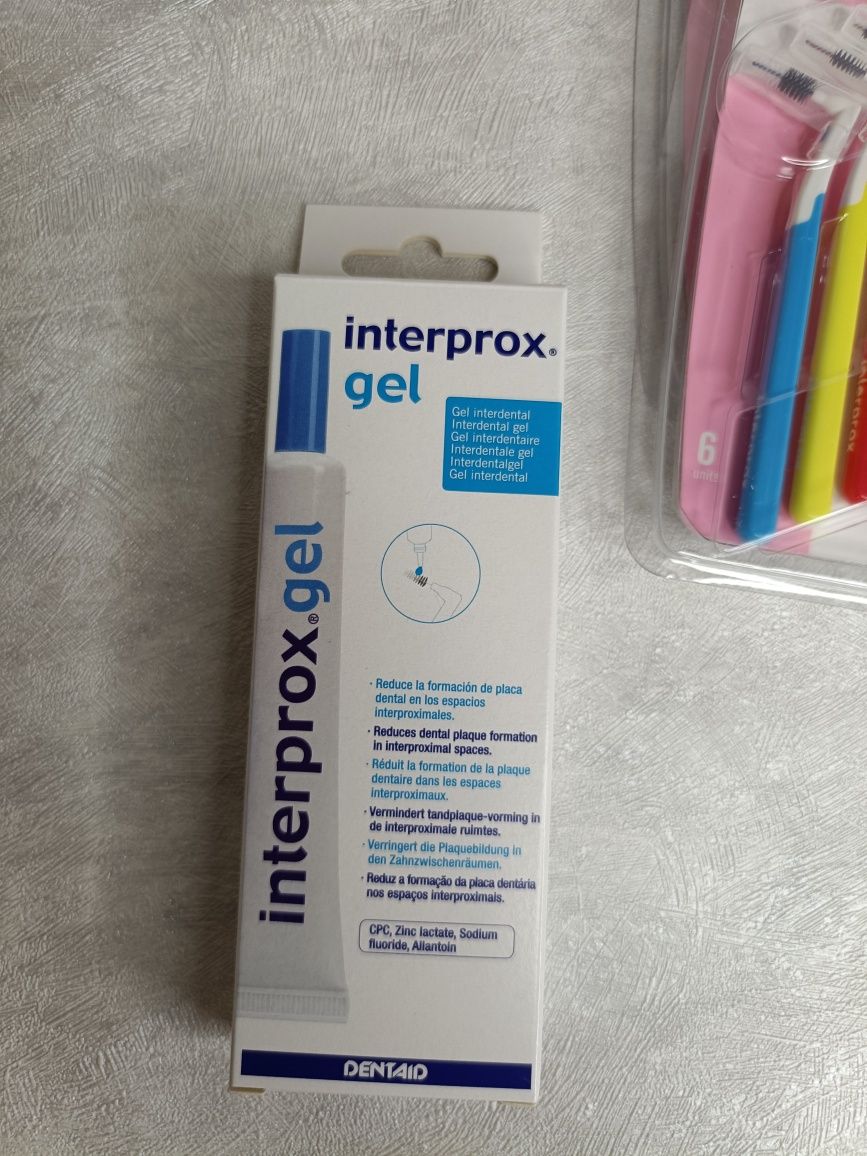 interprox®
gel
Gel interdental
Interdental gel
Gel interdentaire
Interdentale gel
Interdentalgel
Gel interdental
interprox® gel
· Reduce la formación de placa
dental en los espacios
interproximales.
· Reduces dental plaque formation
in interproximal spaces.
· Réduit la formation de la plaque
dentaire dans les espaces
interproximaux.
· Vermindert tandplaque-vorming in
de interproximale ruimtes.
· Verringert die Plaquebildung in
den Zahnzwischenräumen.
· Reduz a formação da placa dentária
nos espaços interproximais.
CPC, Zinc lactate, Sodium
fluoride, Allantoin
DENTAID
6
units